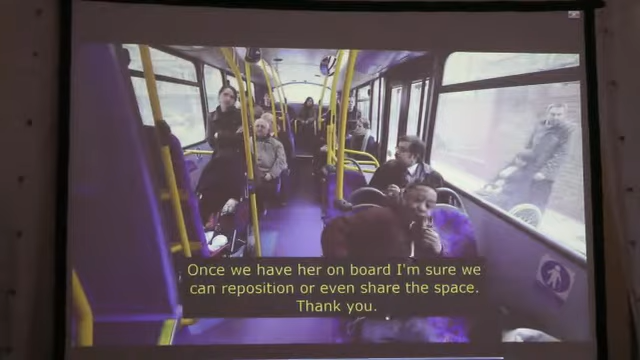 Once we have her on board I'm sure we
can reposition or even share the space.
Thank you.